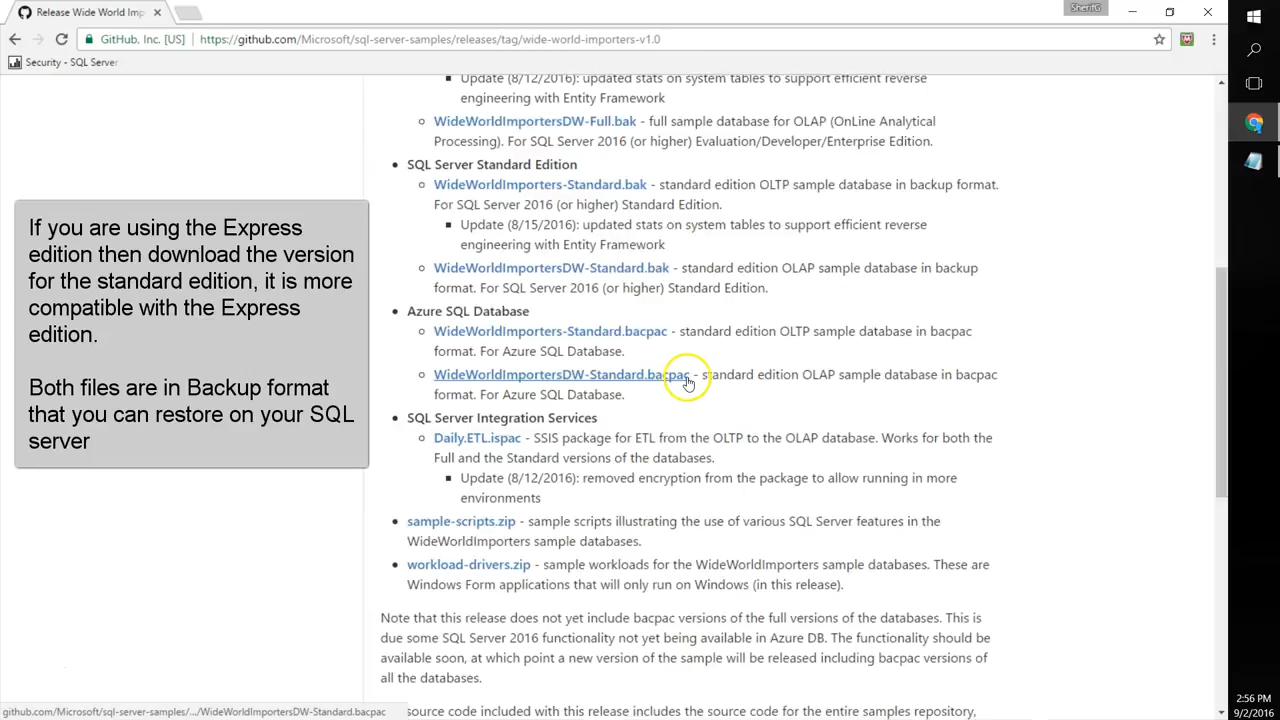 Release Wide World Imp
SherifG
GitHub, Inc. [US]
https://github.com/Microsoft/sql-server-samples/releases/tag/wide-world-importers-v1.0
Security - SQL Server
Update (8/12/2016): updated stats on system tables to support efficient reverse
engineering with Entity Framework
WideWorldImportersDW-Full.bak - full sample database for OLAP (OnLine Analytical
Processing). For SQL Server 2016 (or higher) Evaluation/Developer/Enterprise Edition.
SQL Server Standard Edition
WideWorldImporters-Standard.bak - standard edition OLTP sample database in backup format.
For SQL Server 2016 (or higher) Standard Edition.
Update (8/15/2016): updated stats on system tables to support efficient reverse
engineering with Entity Framework
WideWorldImportersDW-Standard.bak - standard edition OLAP sample database in backup
format. For SQL Server 2016 (or higher) Standard Edition.
Azure SQL Database
WideWorldImporters-Standard.bacpac - standard edition OLTP sample database in bacpac
format. For Azure SQL Database.
WideWorldImportersDW-Standard.bacpac - standard edition OLAP sample database in bacpac
format. For Azure SQL Database.
SQL Server Integration Services
Daily.ETL.ispac - SSIS package for ETL from the OLTP to the OLAP database. Works for both the
Full and the Standard versions of the databases.
Update (8/12/2016): removed encryption from the package to allow running in more
environments
sample-scripts.zip - sample scripts illustrating the use of various SQL Server features in the
WideWorldImporters sample databases.
workload-drivers.zip - sample workloads for the WideWorldImporters sample databases. These are
Windows Form applications that will only run on Windows (in this release).
Note that this release does not yet include bacpac versions of the full versions of the databases. This is
due some SQL Server 2016 functionality not yet being available in Azure DB. The functionality should be
available soon, at which point a new version of the sample will be released including bacpac versions of
all the databases.
source code included with this release includes the source code for the entire samples repository,
If you are using the Express
edition then download the version
for the standard edition, it is more
compatible with the Express
edition.
Both files are in Backup format
that you can restore on your SQL
server
github.com/Microsoft/sql-server-samples/.../WideWorldImportersDW-Standard.bacpac
2:56 PM
9/2/2016